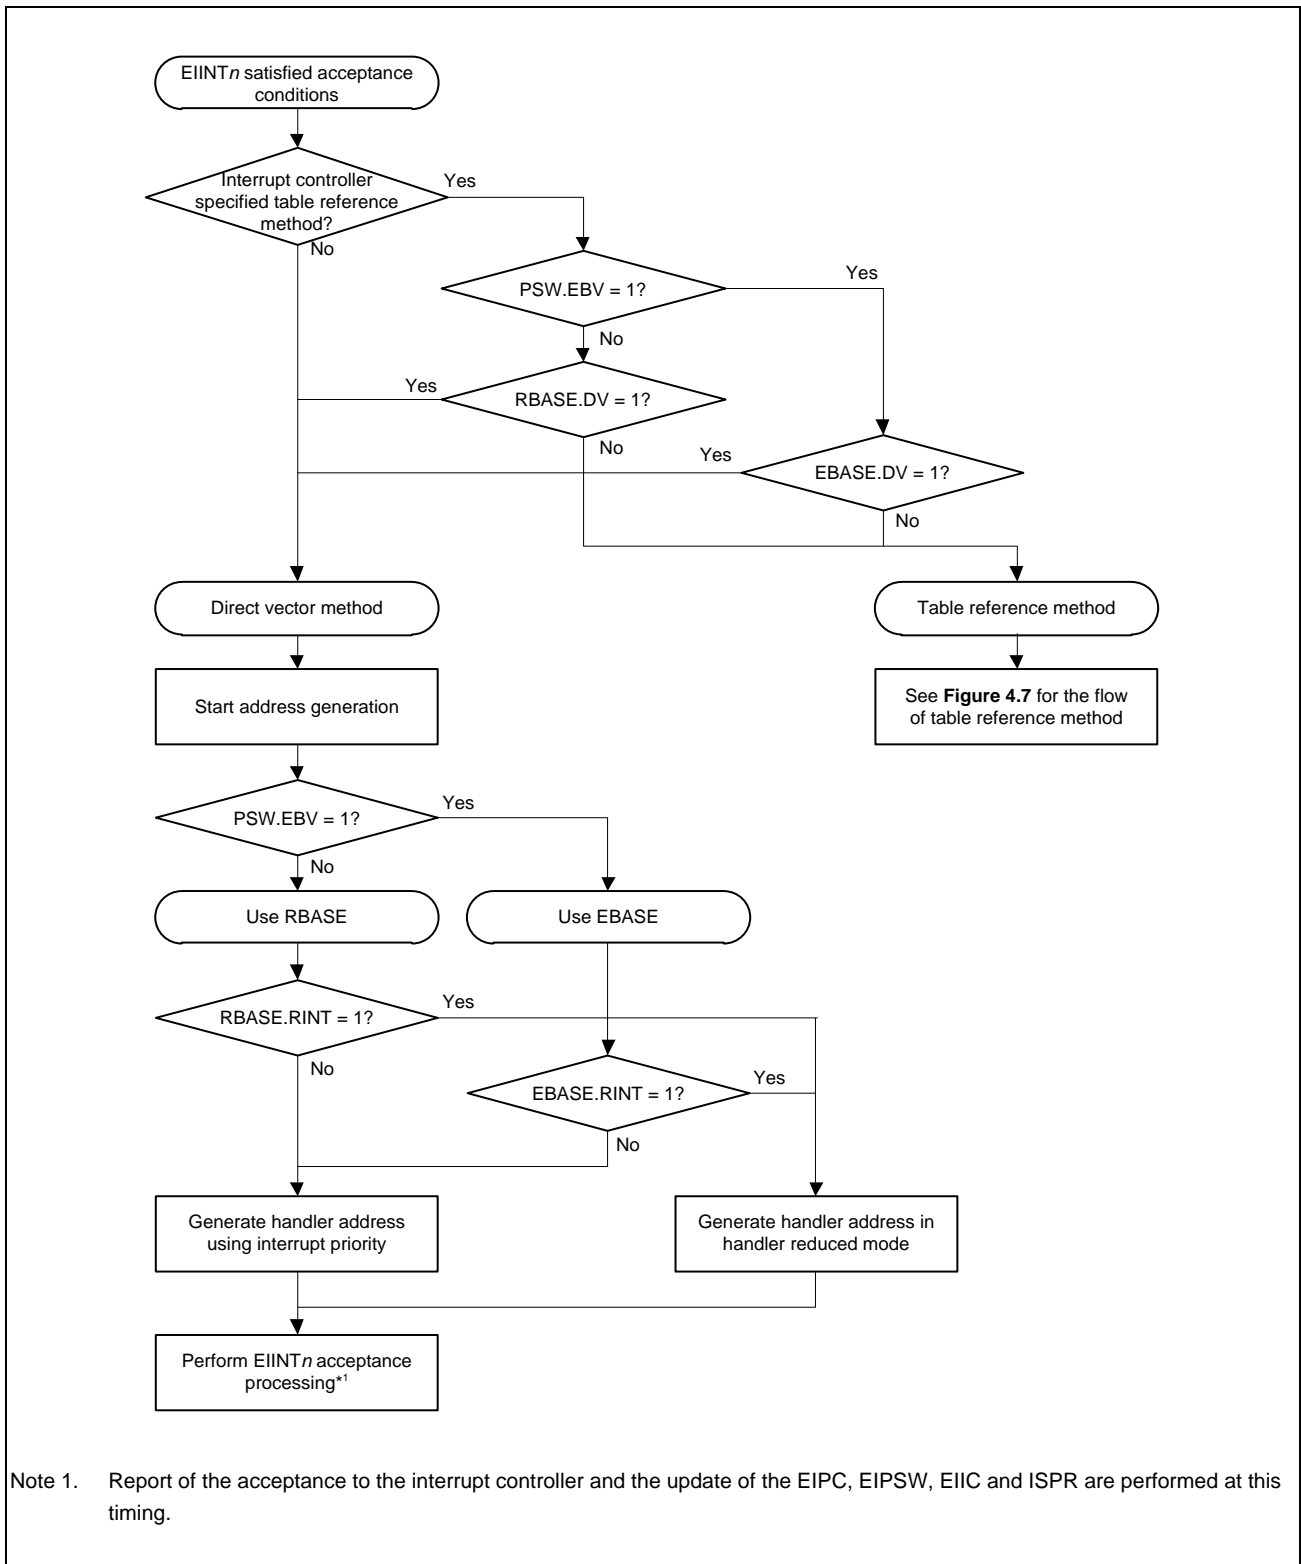 EIINTn satisfied acceptance
conditions
Interrupt controller
specified table reference
method?
Yes
No
PSW.EBV = 1?
Yes
No
RBASE.DV = 1?
Yes
No
EBASE.DV = 1?
Yes
No
Direct vector method
Table reference method
Start address generation
See Figure 4.7 for the flow
of table reference method
PSW.EBV = 1?
Yes
No
Use RBASE
Use EBASE
RBASE.RINT = 1?
Yes
No
EBASE.RINT = 1?
Yes
No
Generate handler address
using interrupt priority
Generate handler address in
handler reduced mode
Perform EIINTn acceptance
processing*1
Note 1. Report of the acceptance to the interrupt controller and the update of the EIPC, EIPSW, EIIC and ISPR are performed at this
timing.